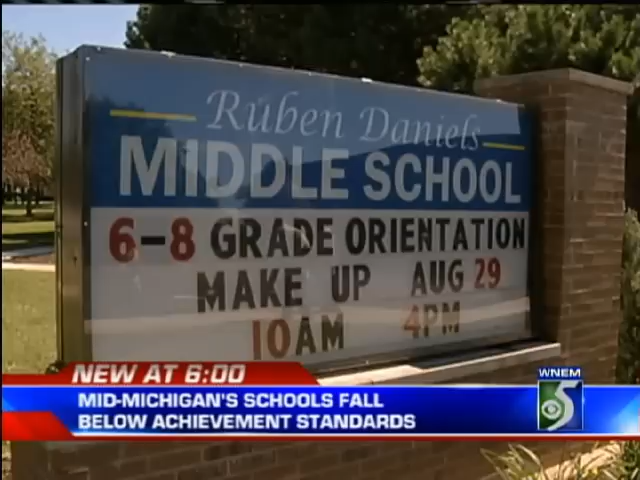 Ruben Daniels
MIDDLE SCHOOL
6-8 GRADE ORIENTATION
MAKE UP AUG 29
10AM 4PM
NEW AT 6:00
WNEM
MID-MICHIGAN'S SCHOOLS FALL
BELOW ACHIEVEMENT STANDARDS
5